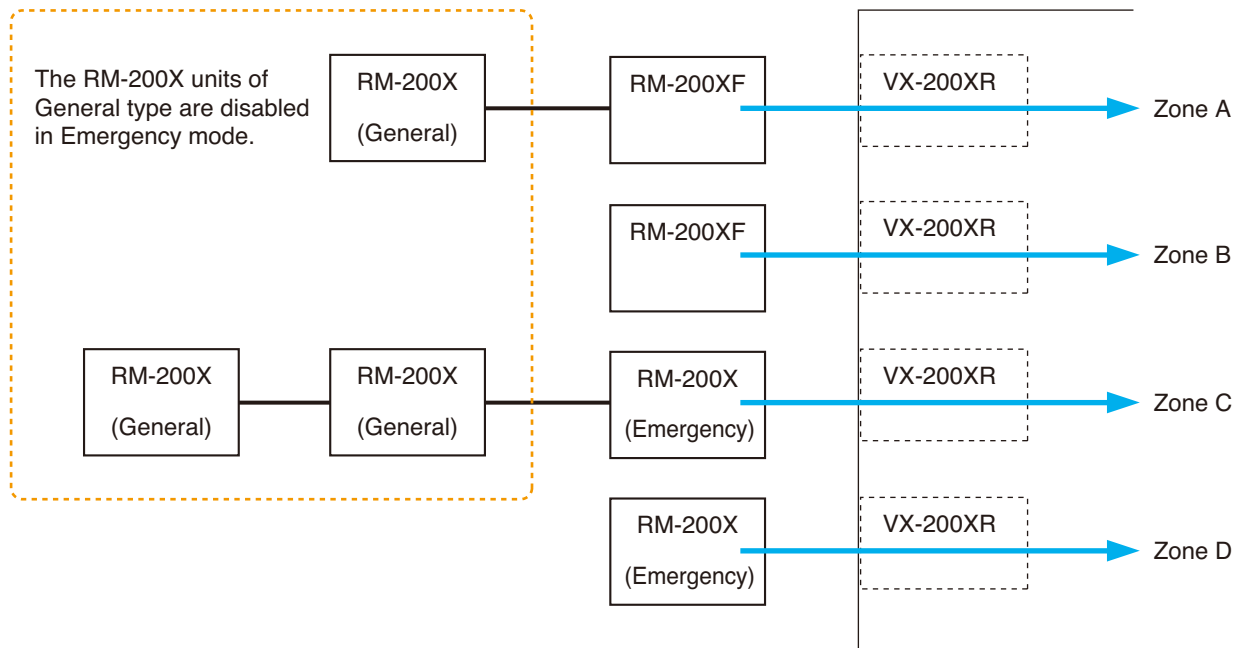 The RM-200X units of
General type are disabled
in Emergency mode.
RM-200X
(General)
RM-200XF
VX-200XR
Zone A
RM-200XF
VX-200XR
Zone B
RM-200X
(General)
RM-200X
(General)
RM-200X
(Emergency)
VX-200XR
Zone C
RM-200X
(Emergency)
VX-200XR
Zone D